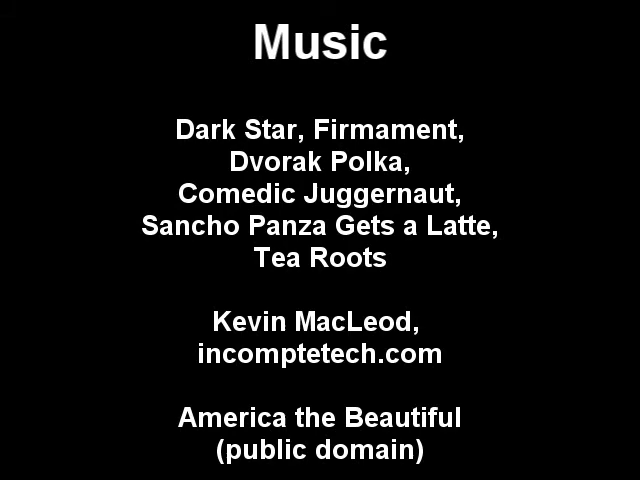 Music
Dark Star, Firmament,
Dvorak Polka,
Comedic Juggernaut,
Sancho Panza Gets a Latte,
Tea Roots
Kevin MacLeod,
incomptetech.com
America the Beautiful
(public domain)